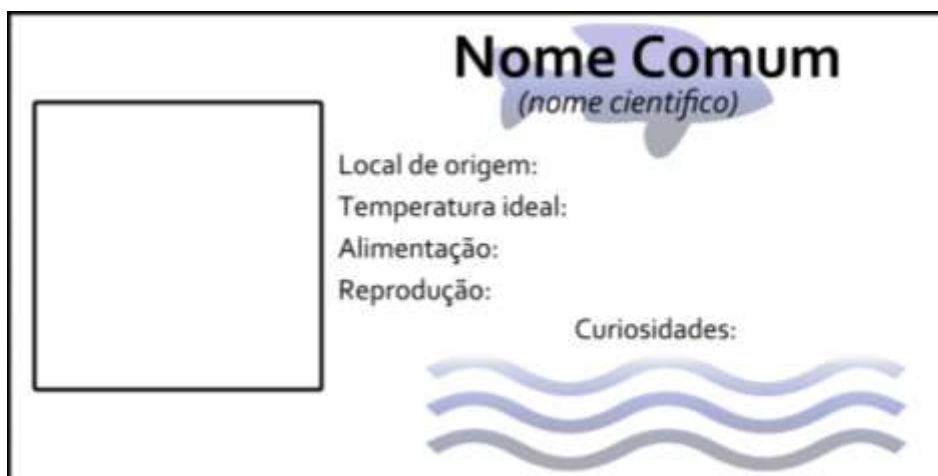 Nome Comum
(nome cientifico)
Local de origem:
Temperatura ideal:
Alimentação:
Reprodução:
Curiosidades: